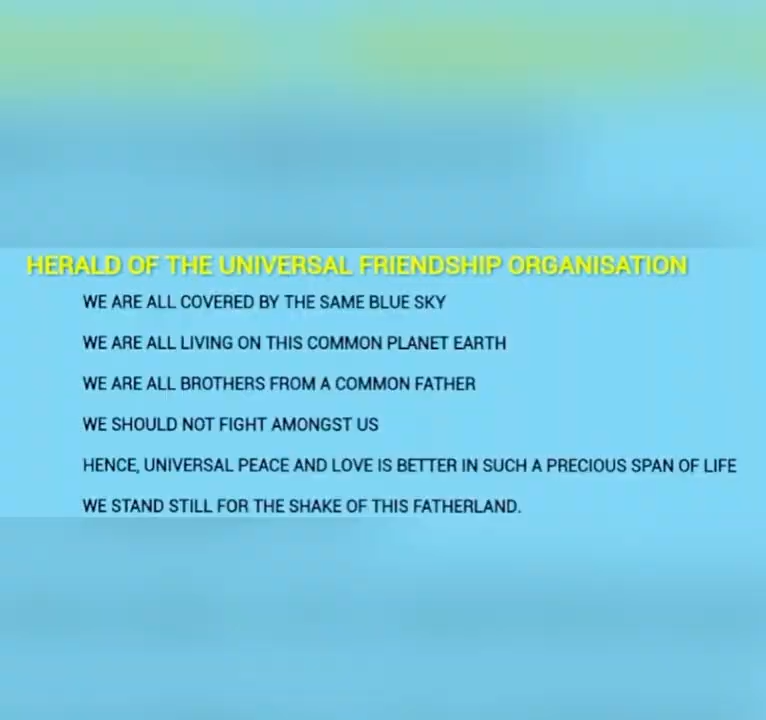 HERALD OF THE UNIVERSAL FRIENDSHIP ORGANISATION
WE ARE ALL COVERED BY THE SAME BLUE SKY
WE ARE ALL LIVING ON THIS COMMON PLANET EARTH
WE ARE ALL BROTHERS FROM A COMMON FATHER
WE SHOULD NOT FIGHT AMONGST US
HENCE, UNIVERSAL PEACE AND LOVE IS BETTER IN SUCH A PRECIOUS SPAN OF LIFE
WE STAND STILL FOR THE SHAKE OF THIS FATHERLAND.